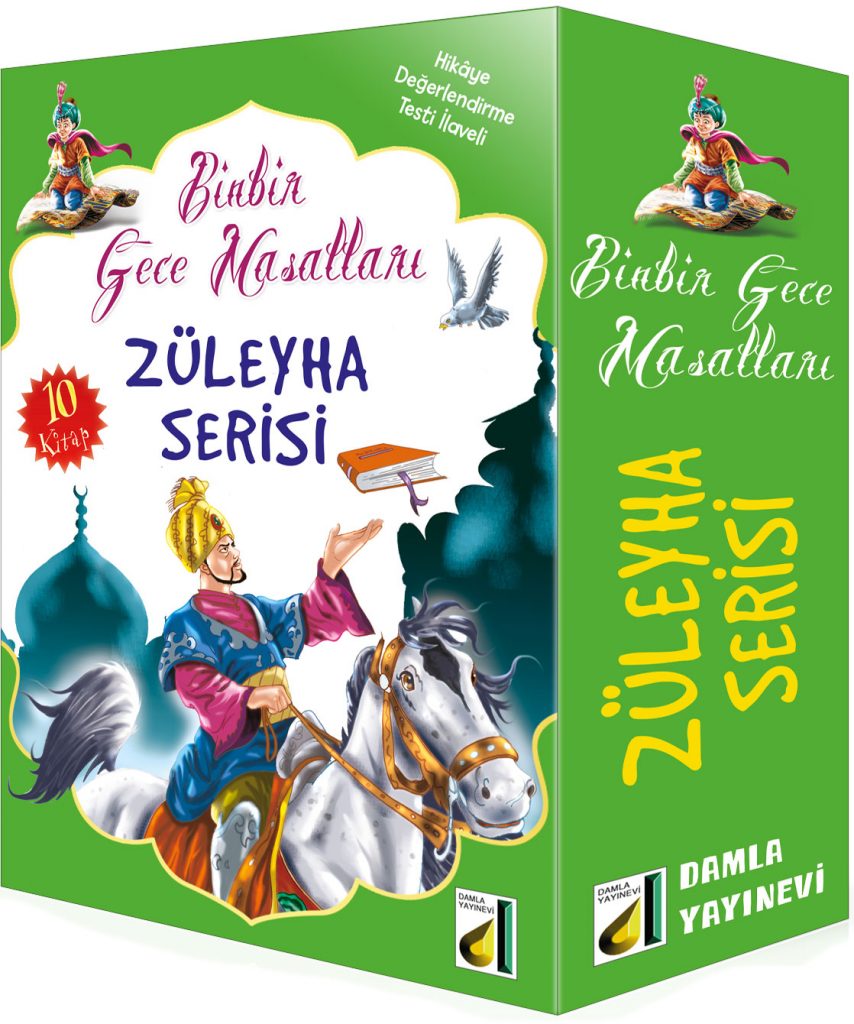 Hikâye
Değerlendirme
Testi İlaveli
Binbir
Gece Masalları
ZÜLEYHA
SERİSİ
10
Kitap
DAMLA
YAYINEVİ
Binbir Gece
Masalları
ZÜLEYHA
SERİSİ
DAMLA
YAYINEVİ
DAMLA
YAYINEVİ